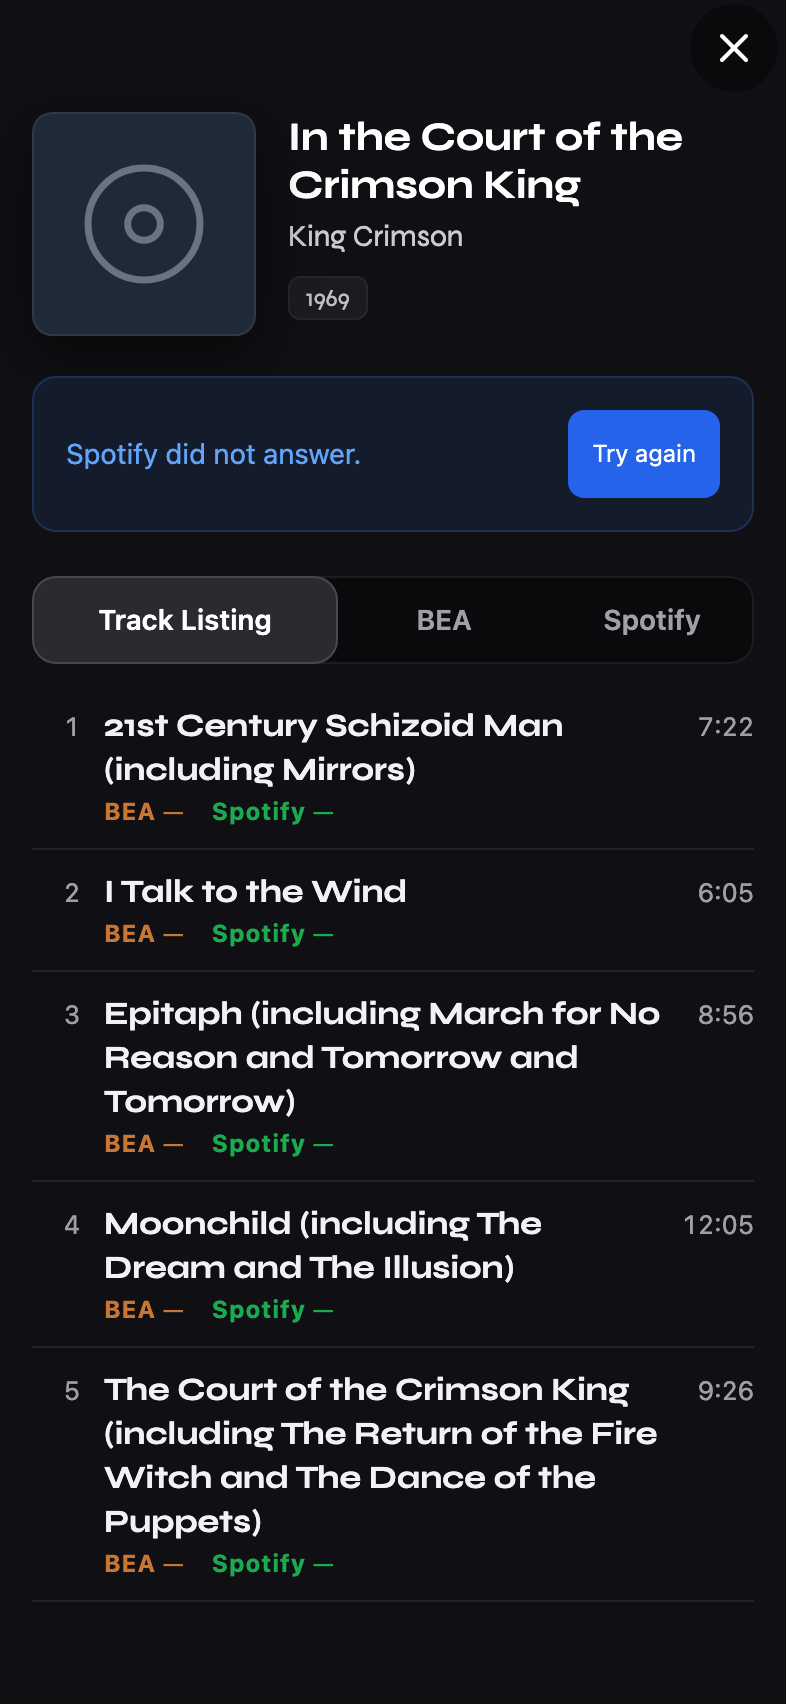 In the Court of the
Crimson King
King Crimson
1969
Spotify did not answer.
Try again
Track Listing
BEA
Spotify
1 21st Century Schizoid Man 7:22
(including Mirrors)
BEA — Spotify —
2 I Talk to the Wind 6:05
BEA — Spotify —
3 Epitaph (including March for No 8:56
Reason and Tomorrow and
Tomorrow)
BEA — Spotify —
4 Moonchild (including The 12:05
Dream and The Illusion)
BEA — Spotify —
5 The Court of the Crimson King 9:26
(including The Return of the Fire
Witch and The Dance of the
Puppets)
BEA — Spotify —